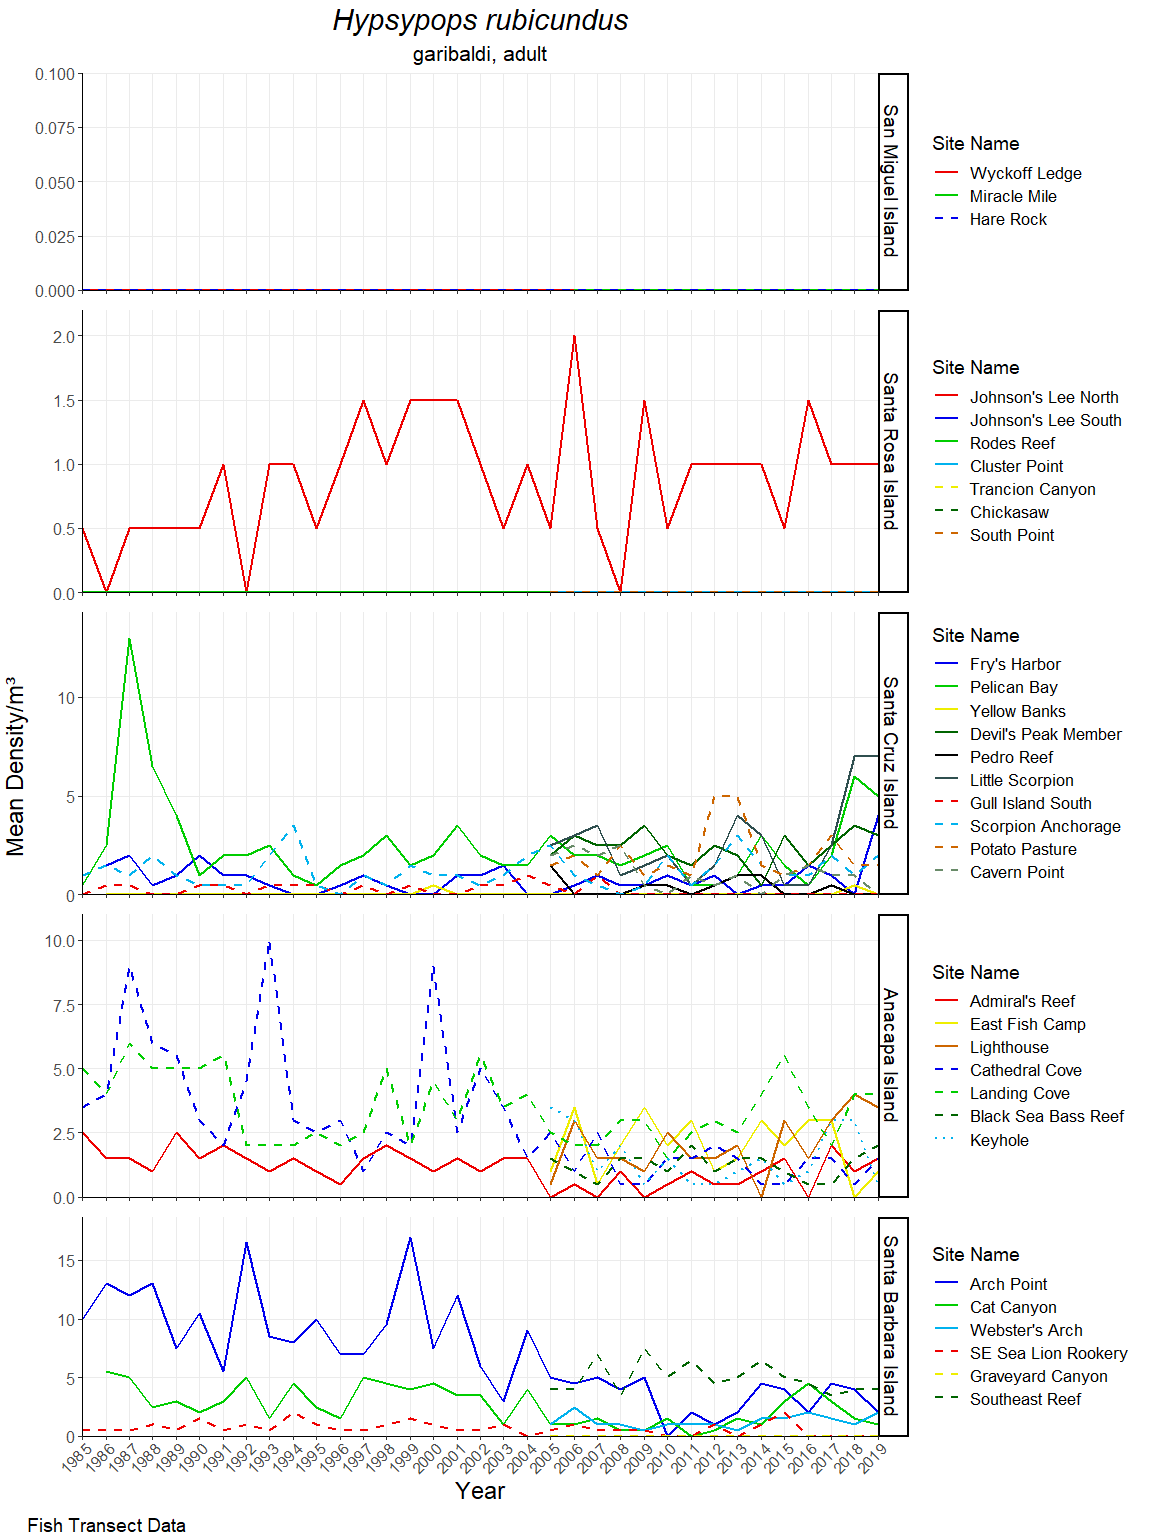 Hypsypops rubicundus
garibaldi, adult
Mean Density/m³
0.100
0.075
0.050
0.025
0.000
San Miguel Island
Site Name
Wyckoff Ledge
Miracle Mile
Hare Rock
2.0
1.5
1.0
0.5
0.0
Santa Rosa Island
Site Name
Johnson's Lee North
Johnson's Lee South
Rodes Reef
Cluster Point
Trancion Canyon
Chickasaw
South Point
10
5
0
Santa Cruz Island
Site Name
Fry's Harbor
Pelican Bay
Yellow Banks
Devil's Peak Member
Pedro Reef
Little Scorpion
Gull Island South
Scorpion Anchorage
Potato Pasture
Cavern Point
10.0
7.5
5.0
2.5
0.0
Anacapa Island
Site Name
Admiral's Reef
East Fish Camp
Lighthouse
Cathedral Cove
Landing Cove
Black Sea Bass Reef
Keyhole
15
10
5
0
Santa Barbara Island
Site Name
Arch Point
Cat Canyon
Webster's Arch
SE Sea Lion Rookery
Graveyard Canyon
Southeast Reef
1985 1986 1987 1988 1989 1990 1991 1992 1993 1994 1995 1996 1997 1998 1999 2000 2001 2002 2003 2004 2005 2006 2007 2008 2009 2010 2011 2012 2013 2014 2015 2016 2017 2018 2019
Year
Fish Transect Data